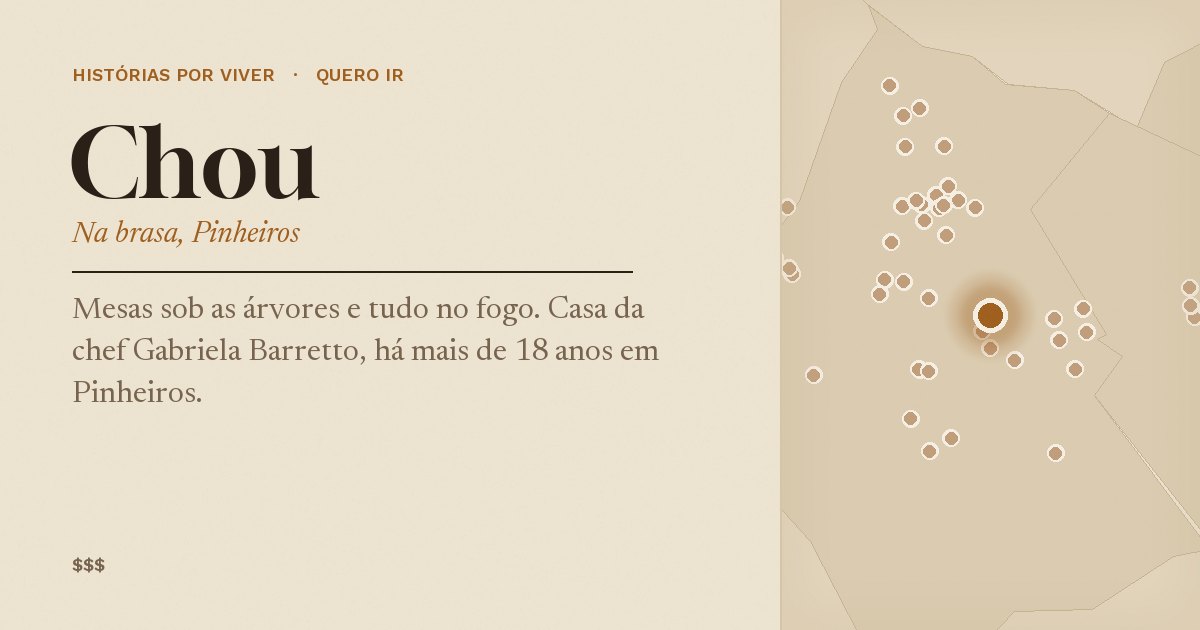 HISTÓRIAS POR VIVER · QUERO IR
Chou
Na brasa, Pinheiros
Mesas sob as árvores e tudo no fogo. Casa da
chef Gabriela Barretto, há mais de 18 anos em
Pinheiros.
$$$